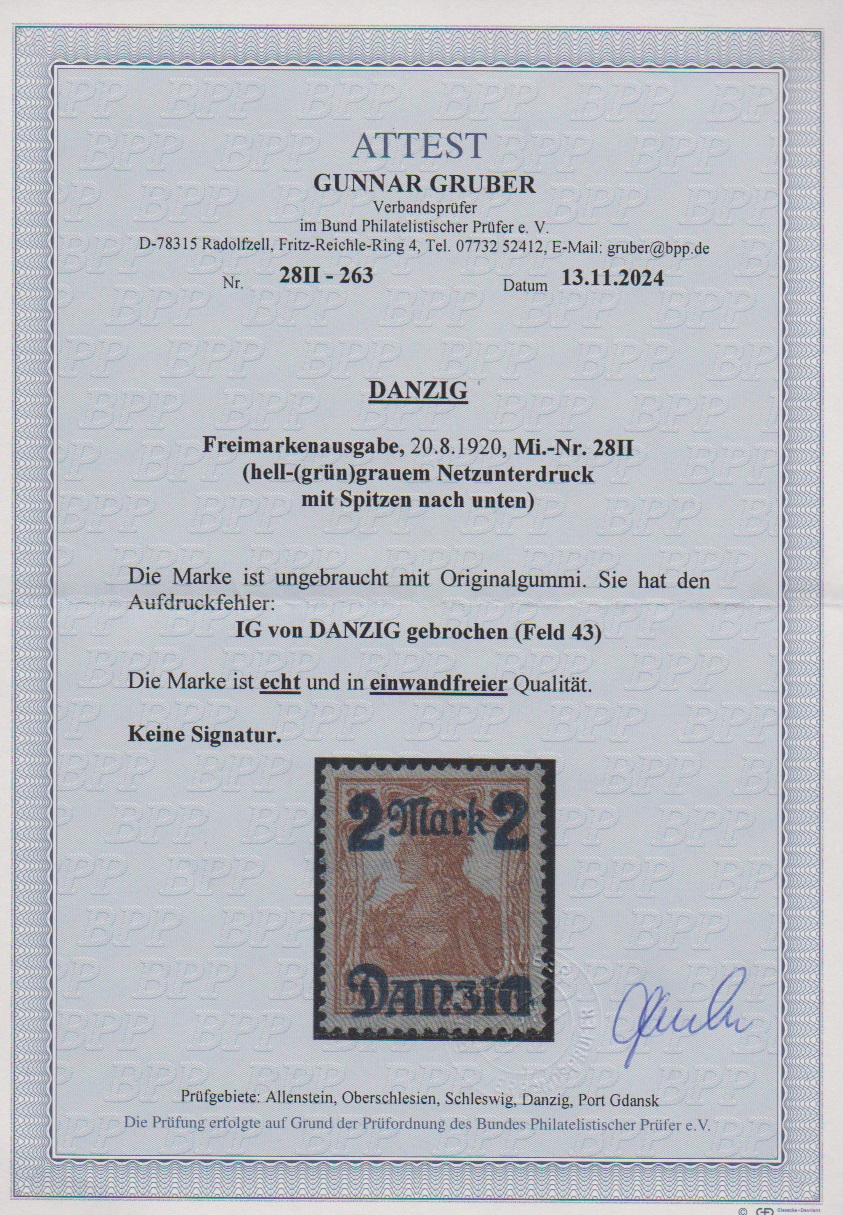 ATTEST
GUNNAR GRUBER
Verbandsprüfer
im Bund Philatelistischer Prüfer e. V.
D-78315 Radolfzell, Fritz-Reichle-Ring 4, Tel. 07732 52412, E-Mail: gruber@bpp.de
Nr. 28II - 263 Datum 13.11.2024
DANZIG
Freimarkenausgabe, 20.8.1920, Mi.-Nr. 28II
(hell-(grün)grauem Netzunterdruck
mit Spitzen nach unten)
Die Marke ist ungebraucht mit Originalgummi. Sie hat den
Aufdruckfehler:
IG von DANZIG gebrochen (Feld 43)
Die Marke ist echt und in einwandfreier Qualität.
Keine Signatur.
2 Mark 2
Danzig
Prüfgebiete: Allenstein, Oberschlesien, Schleswig, Danzig, Port Gdansk
Die Prüfung erfolgte auf Grund der Prüfordnung des Bundes Philatelistischer Prüfer e.V.